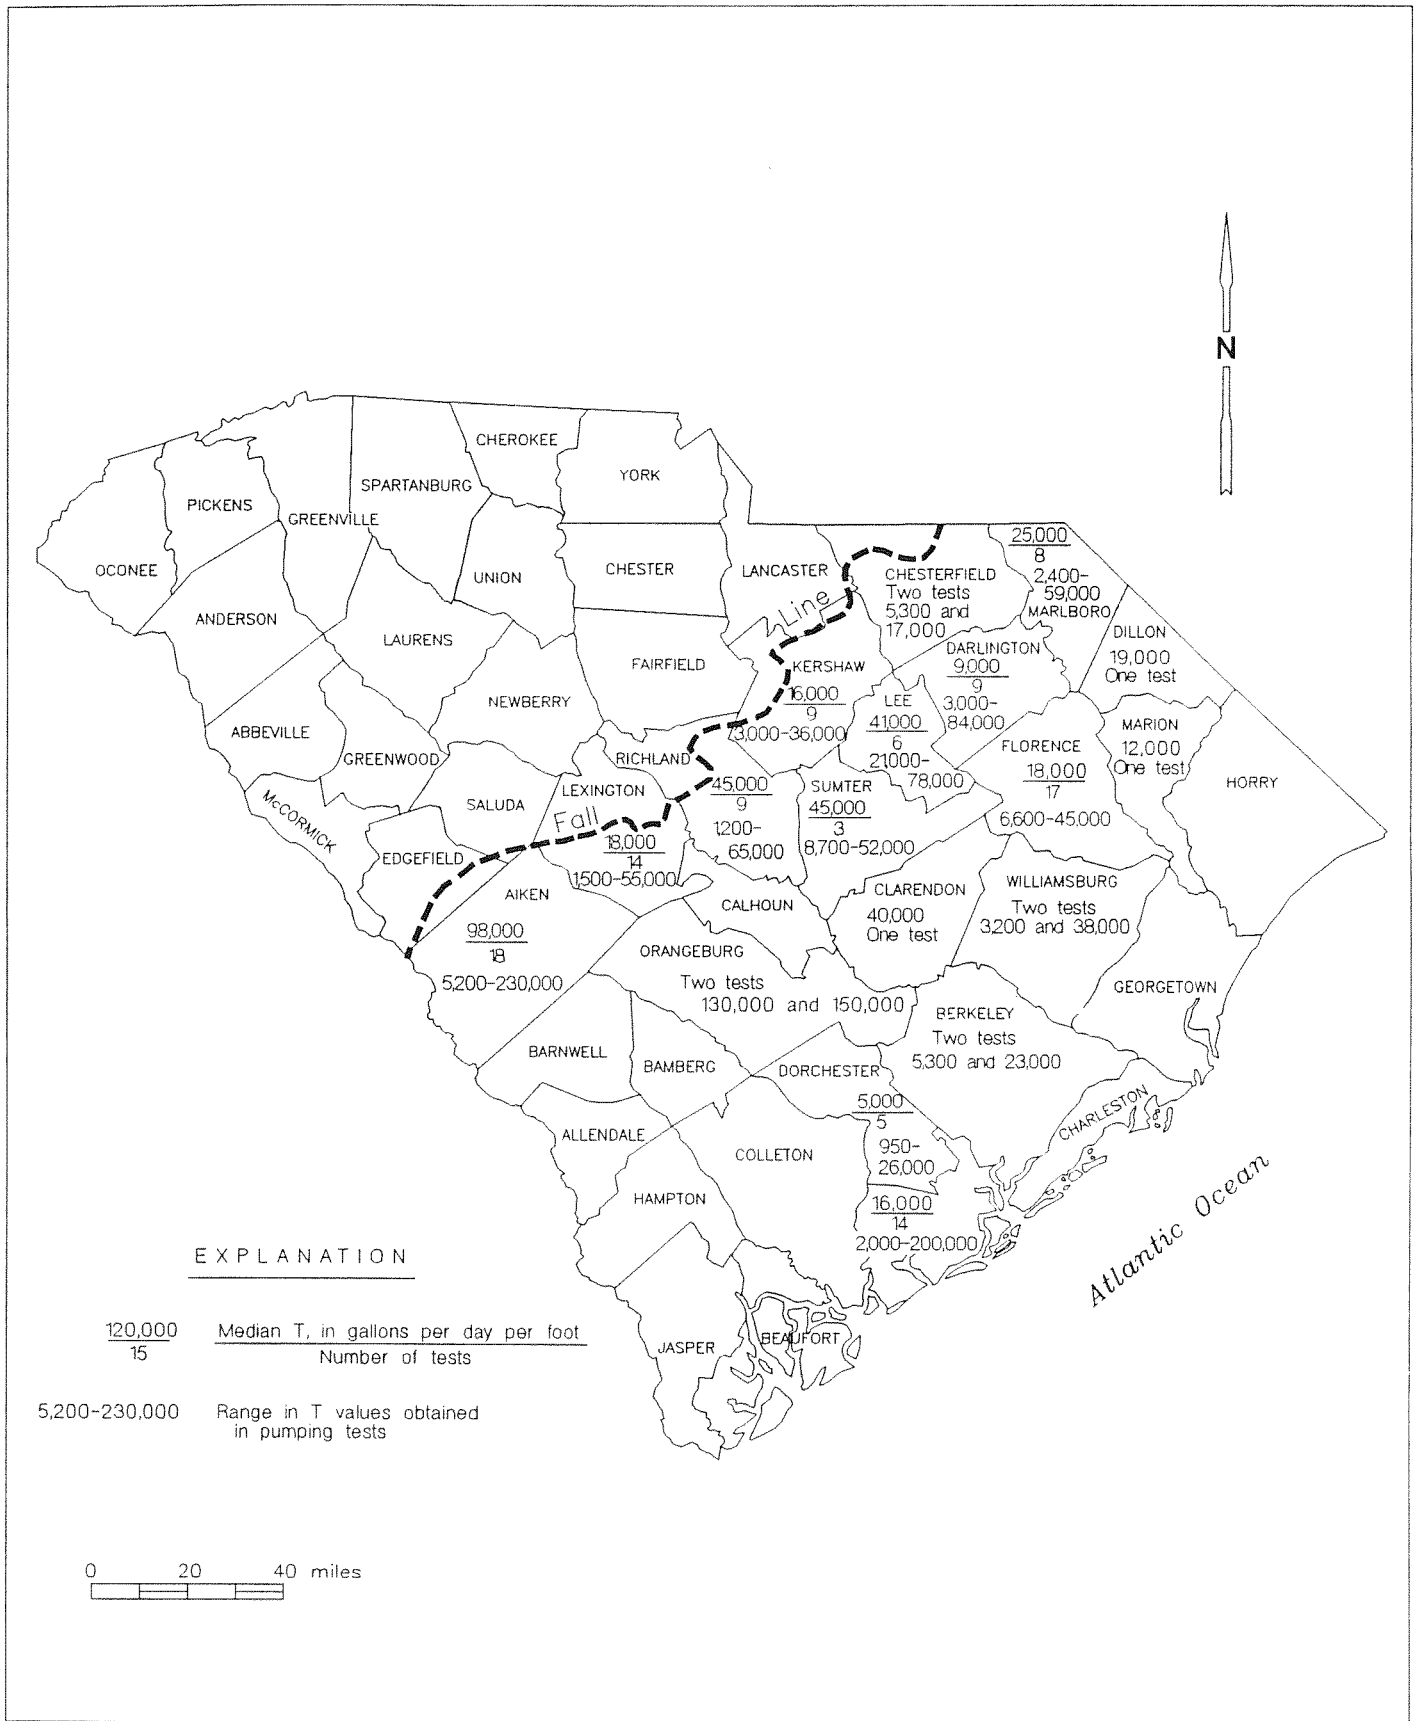 N
CHEROKEE
YORK
SPARTANBURG
PICKENS
GREENVILLE
OCONEE
UNION
CHESTER
LANCASTER
CHESTERFIELD
Two tests
5,300 and
17,000
25,000
8
2,400-
59,000
MARLBORO
ANDERSON
LAURENS
Line
DILLON
19,000
One test
FAIRFIELD
KERSHAW
16,000
9
73,000-36,000
DARLINGTON
9,000
9
3,000-
84,000
LEE
41,000
6
21,000-
78,000
NEWBERRY
ABBEVILLE
GREENWOOD
RICHLAND
45,000
9
1,200-
65,000
MARION
12,000
One test
FLORENCE
18,000
17
6,600-45,000
HORRY
SUMTER
45,000
3
8,700-52,000
McCORMICK
SALUDA
LEXINGTON
Fall
18,000
14
1,500-55,000
EDGEFIELD
AIKEN
98,000
18
5,200-230,000
CALHOUN
CLARENDON
40,000
One test
WILLIAMSBURG
Two tests
3,200 and 38,000
ORANGEBURG
Two tests
130,000 and 150,000
GEORGETOWN
BERKELEY
Two tests
5,300 and 23,000
BARNWELL
BAMBERG
DORCHESTER
5,000
5
950-
26,000
CHARLESTON
16,000
14
2,000-200,000
ALLENDALE
COLLETON
HAMPTON
Atlantic Ocean
JASPER
BEAUFORT
EXPLANATION
120,000
15
Median T, in gallons per day per foot
Number of tests
5,200-230,000
Range in T values obtained
in pumping tests
0 20 40 miles